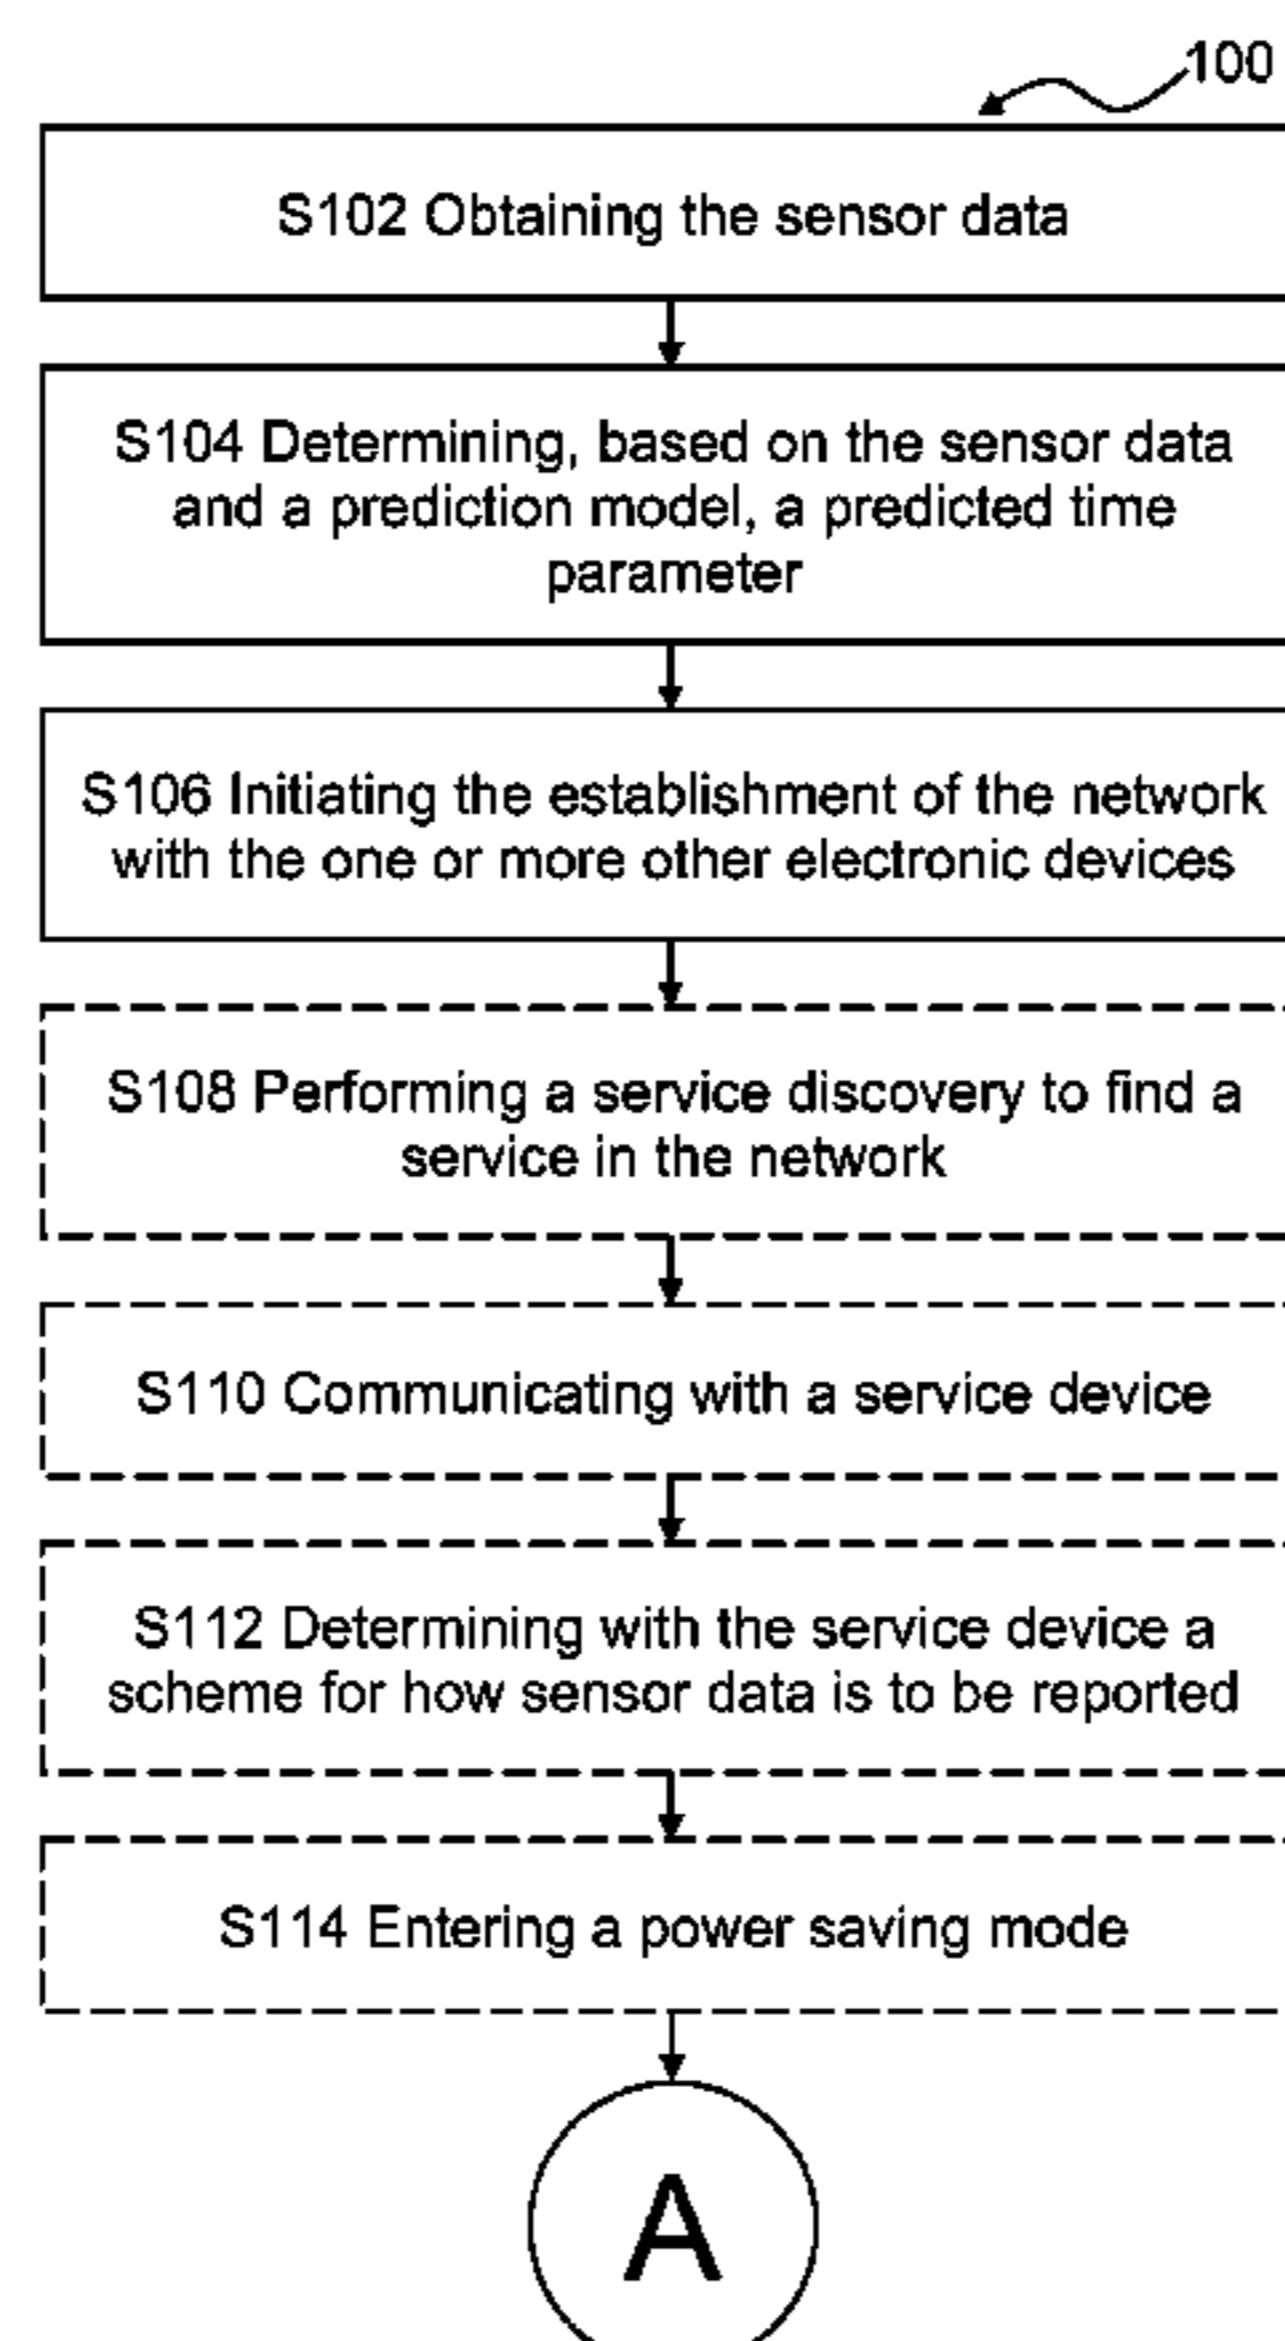 100
S102 Obtaining the sensor data
S104 Determining, based on the sensor data
and a prediction model, a predicted time
parameter
S106 Initiating the establishment of the network
with the one or more other electronic devices
S108 Performing a service discovery to find a
service in the network
S110 Communicating with a service device
S112 Determining with the service device a
scheme for how sensor data is to be reported
S114 Entering a power saving mode
A